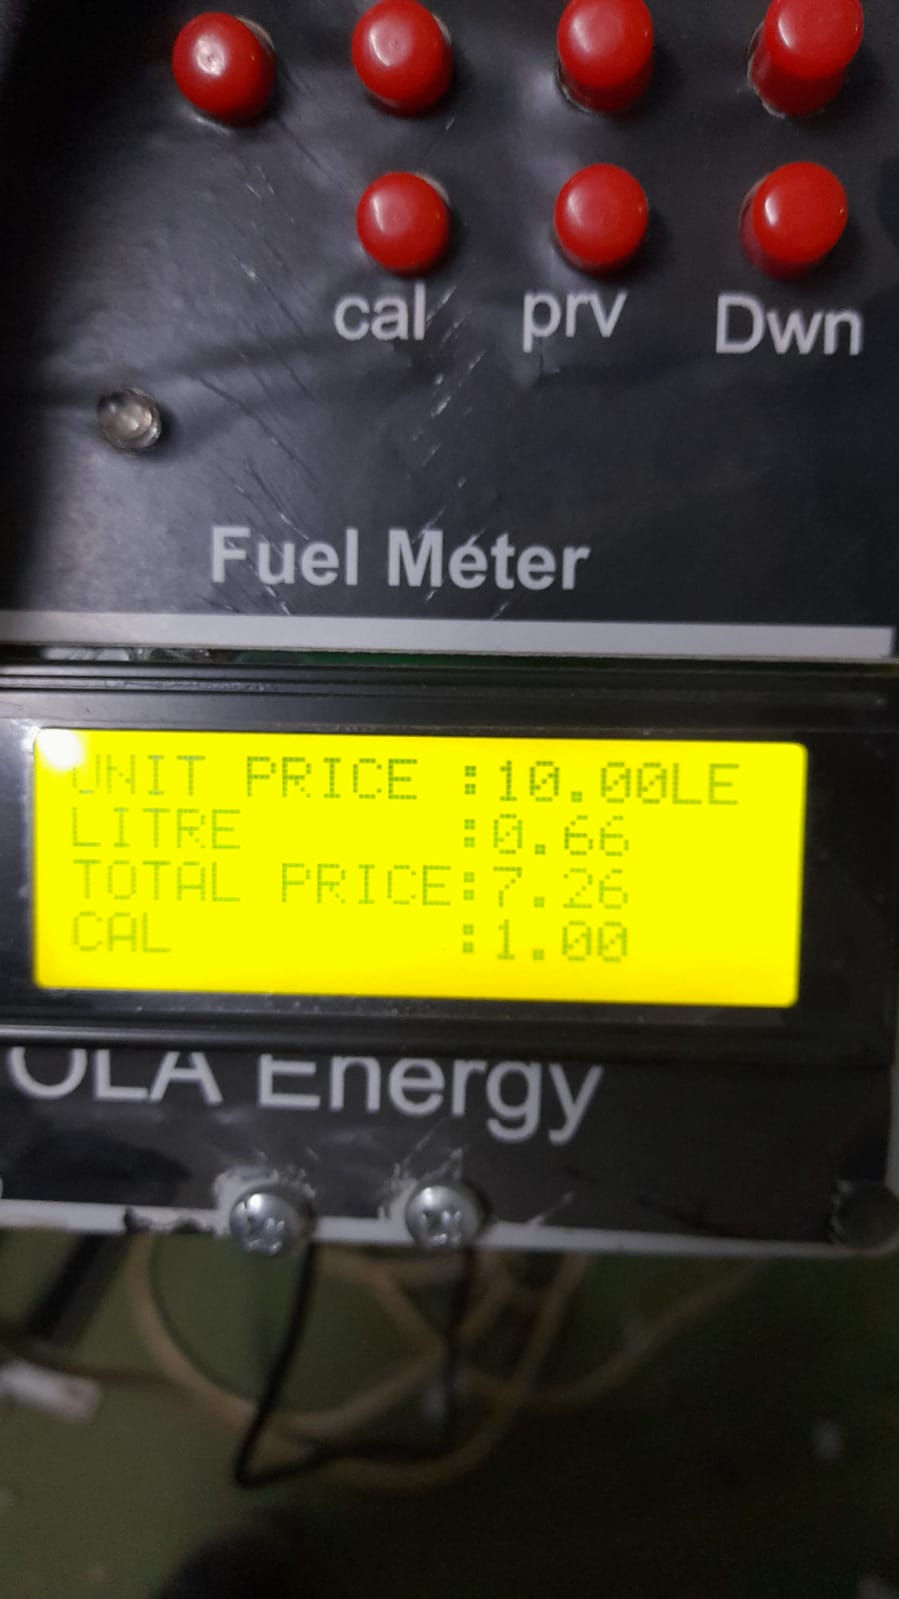 cal prv Dwn
Fuel Meter
UNIT PRICE :10.00LE
LITRE :0.66
TOTAL PRICE:7.26
CAL :1.00
OLA Energy